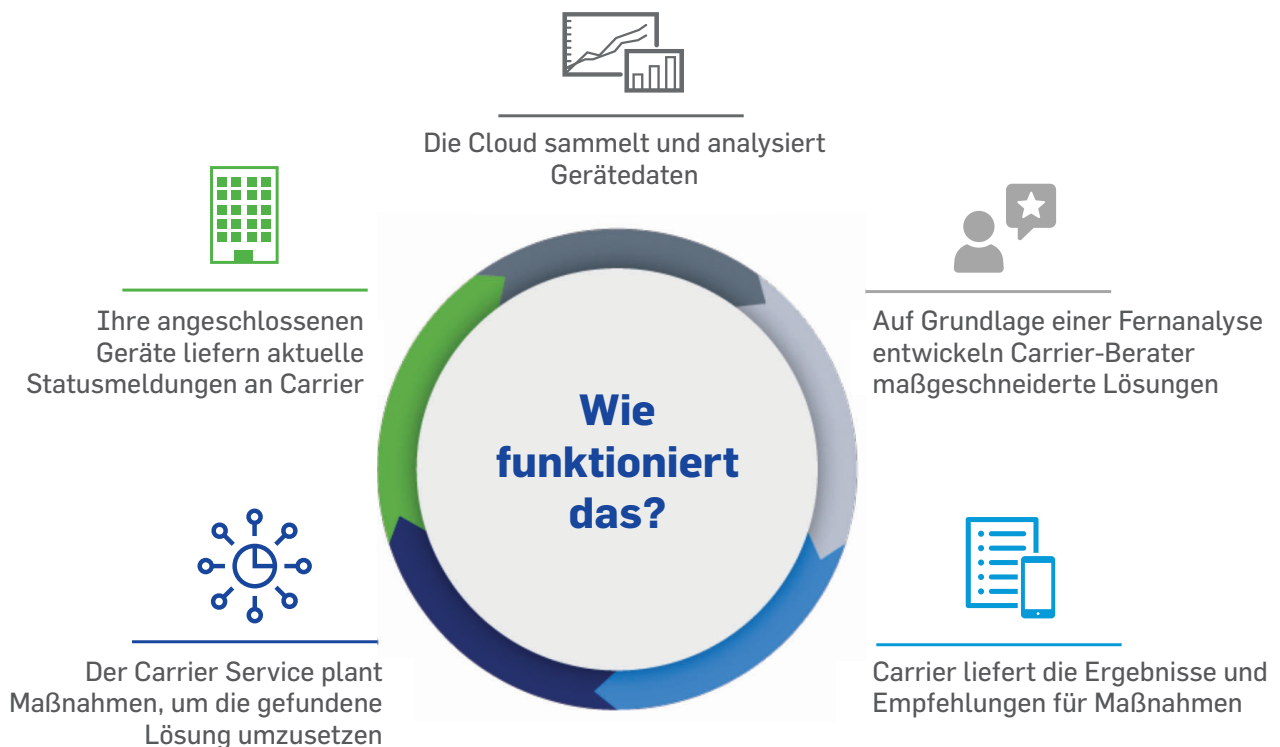 Die Cloud sammelt und analysiert
Gerätedaten
Ihre angeschlossenen
Geräte liefern aktuelle
Statusmeldungen an Carrier
Auf Grundlage einer Fernanalyse
entwickeln Carrier-Berater
maßgeschneiderte Lösungen
Wie
funktioniert
das?
Der Carrier Service plant
Maßnahmen, um die gefundene
Lösung umzusetzen
Carrier liefert die Ergebnisse und
Empfehlungen für Maßnahmen